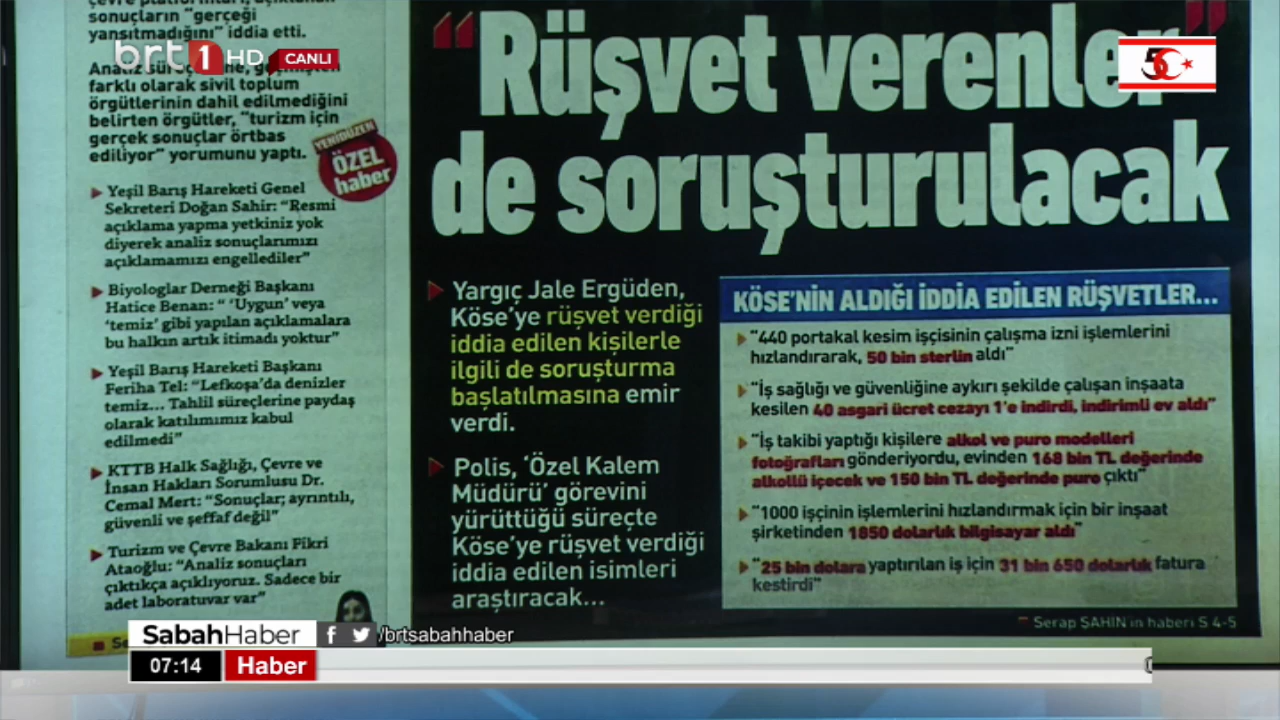 çevre platformları, açıklanan
sonuçların “gerçeği
yansıtmadığını” iddia etti.
brt 1 HD CANLI
farklı olarak sivil toplum
örgütlerinin dahil edilmediğini
belirten örgütler, “turizm için
gerçek sonuçlar örtbas
ediliyor” yorumunu yaptı.
YENİDÜZEN
ÖZEL
haber
Yeşil Barış Hareketi Genel
Sekreteri Doğan Sahir: “Resmi
açıklama yapma yetkiniz yok
diyerek analiz sonuçlarımızı
açıklamamızı engellediler”
Biyologlar Derneği Başkanı
Hatice Benan: “ ‘Uygun’ veya
‘temiz’ gibi yapılan açıklamalara
bu halkın artık itimadı yoktur”
Yeşil Barış Hareketi Başkanı
Feriha Tel: “Lefkoşa’da denizler
temiz... Tahlil süreçlerine paydaş
olarak katılımımız kabul
edilmedi”
KTTB Halk Sağlığı, Çevre ve
İnsan Hakları Sorumlusu Dr.
Cemal Mert: “Sonuçlar; ayrıntılı,
güvenli ve şeffaf değil”
Turizm ve Çevre Bakanı Fikri
Ataoğlu: “Analiz sonuçları
çıktıkça açıklıyoruz. Sadece bir
adet laboratuvar var”
“Rüşvet verenler”
de soruşturulacak
Yargıç Jale Ergüden,
Köse’ye rüşvet verdiği
iddia edilen kişilerle
ilgili de soruşturma
başlatılmasına emir
verdi.
Polis, ‘Özel Kalem
Müdürü’ görevini
yürüttüğü süreçte
Köse’ye rüşvet verdiği
iddia edilen isimleri
araştıracak...
KÖSE’NİN ALDIĞI İDDİA EDİLEN RÜŞVETLER...
“440 portakal kesim işçisinin çalışma izni işlemlerini
hızlandırarak, 50 bin sterlin aldı”
“İş sağlığı ve güvenliğine aykırı şekilde çalışan inşaata
kesilen 40 asgari ücret cezayı 1’e indirdi, indirimli ev aldı”
“İş takibi yaptığı kişilere alkol ve puro modelleri
fotoğrafları gönderiyordu, evinden 168 bin TL değerinde
alkollü içecek ve 150 bin TL değerinde puro çıktı”
“1000 işçinin işlemlerini hızlandırmak için bir inşaat
şirketinden 1850 dolarlık bilgisayar aldı”
“25 bin dolara yaptırılan iş için 31 bin 650 dolarlık fatura
kestirdi”
Serap ŞAHİN'in haberi S 4-5
SabahHaber
/brtsabahhaber
07:14
Haber